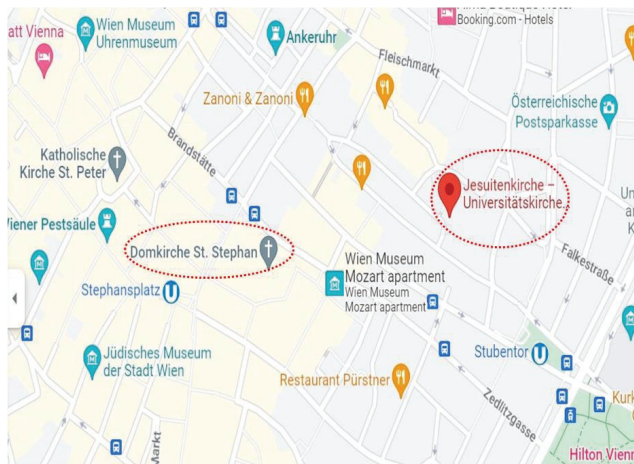 Booking.com - Hotels
att Vienna
Wien Museum
Uhrenmuseum
Ankeruhr
Fleischmarkt
Zanoni & Zanoni
Österreichische
Postsparkasse
Brandstätte
Katholische
Kirche St. Peter
Jesuitenkirche –
Universitätskirche...
Wiener Pestsäule
Domkirche St. Stephan
Falkestraße
Wien Museum
Mozart apartment
Wien Museum
Mozart apartment
Stephansplatz
U
Jüdisches Museum
der Stadt Wien
Stubentor
U
Restaurant Pürstner
Zedlitzgasse
Markt
Hilton Vienn